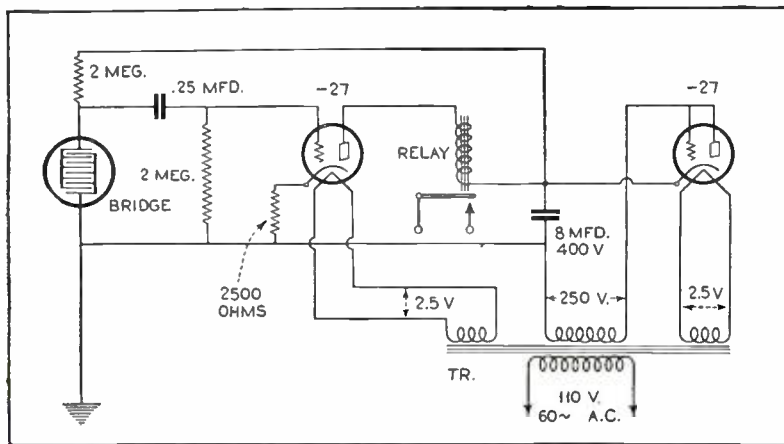 2 MEG.
.25 MFD.
-27
-27
RELAY
2 MEG.
BRIDGE
8 MFD.
400 V
2500
OHMS
2.5 V
250 V.
2.5 V
TR.
110 V.
60~ A.C.